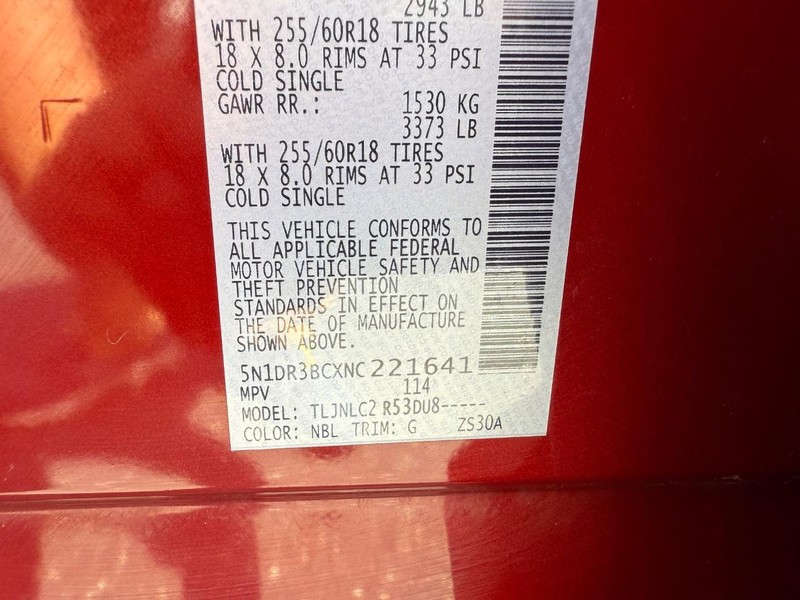 2943 LB
WITH 255/60R18 TIRES
18 X 8.0 RIMS AT 33 PSI
COLD SINGLE
GAWR RR.: 1530 KG
3373 LB
WITH 255/60R18 TIRES
18 X 8.0 RIMS AT 33 PSI
COLD SINGLE
THIS VEHICLE CONFORMS TO
ALL APPLICABLE FEDERAL
MOTOR VEHICLE SAFETY AND
THEFT PREVENTION
STANDARDS IN EFFECT ON
THE DATE OF MANUFACTURE
SHOWN ABOVE.
5N1DR3BCXNC221641
MPV 114
MODEL: TLJNLC2 R53DU8-----
COLOR: NBL TRIM: G ZS30A